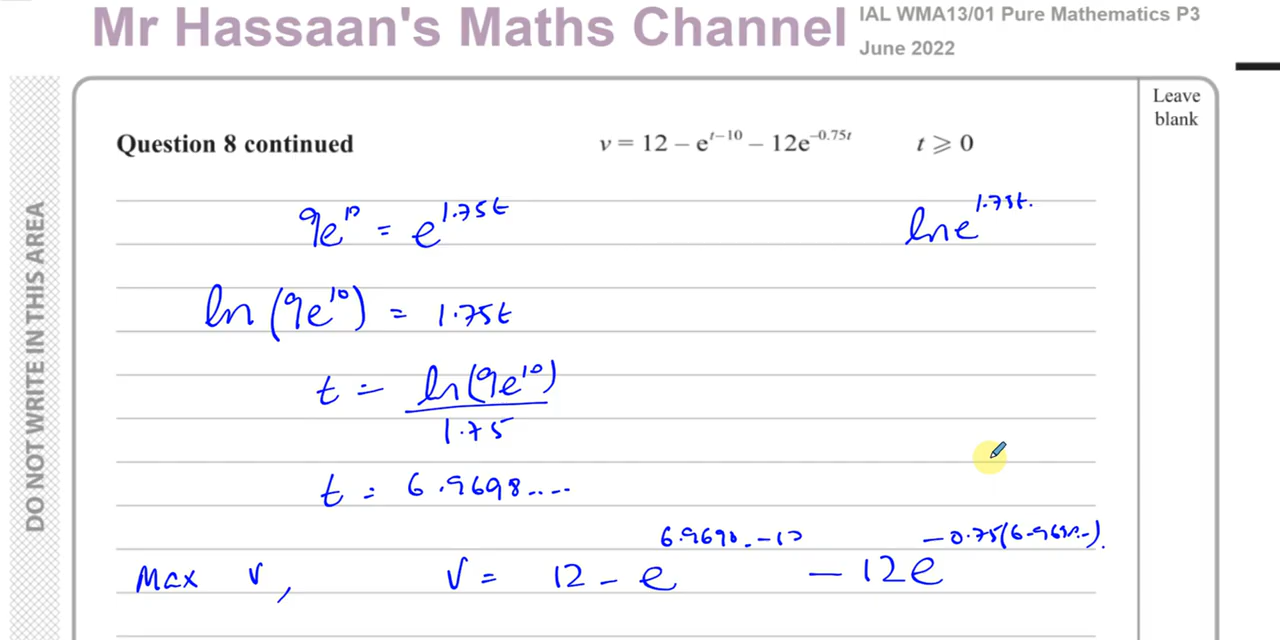 Mr Hassaan's Maths Channel
IAL WMA13/01 Pure Mathematics P3
June 2022
Leave
blank
Question 8 continued
v = 12 − e^{t−10} − 12e^{−0.75t} t ⩾ 0
9e^{10} = e^{1.75t}
ln e^{1.75t}.
ln (9e^{10}) = 1.75t
t = ln(9e^{10}) / 1.75
t = 6.9698....
Max v, v = 12 − e^{6.9698..−10} − 12e^{−0.75(6.9698..)}.
DO NOT WRITE IN THIS AREA